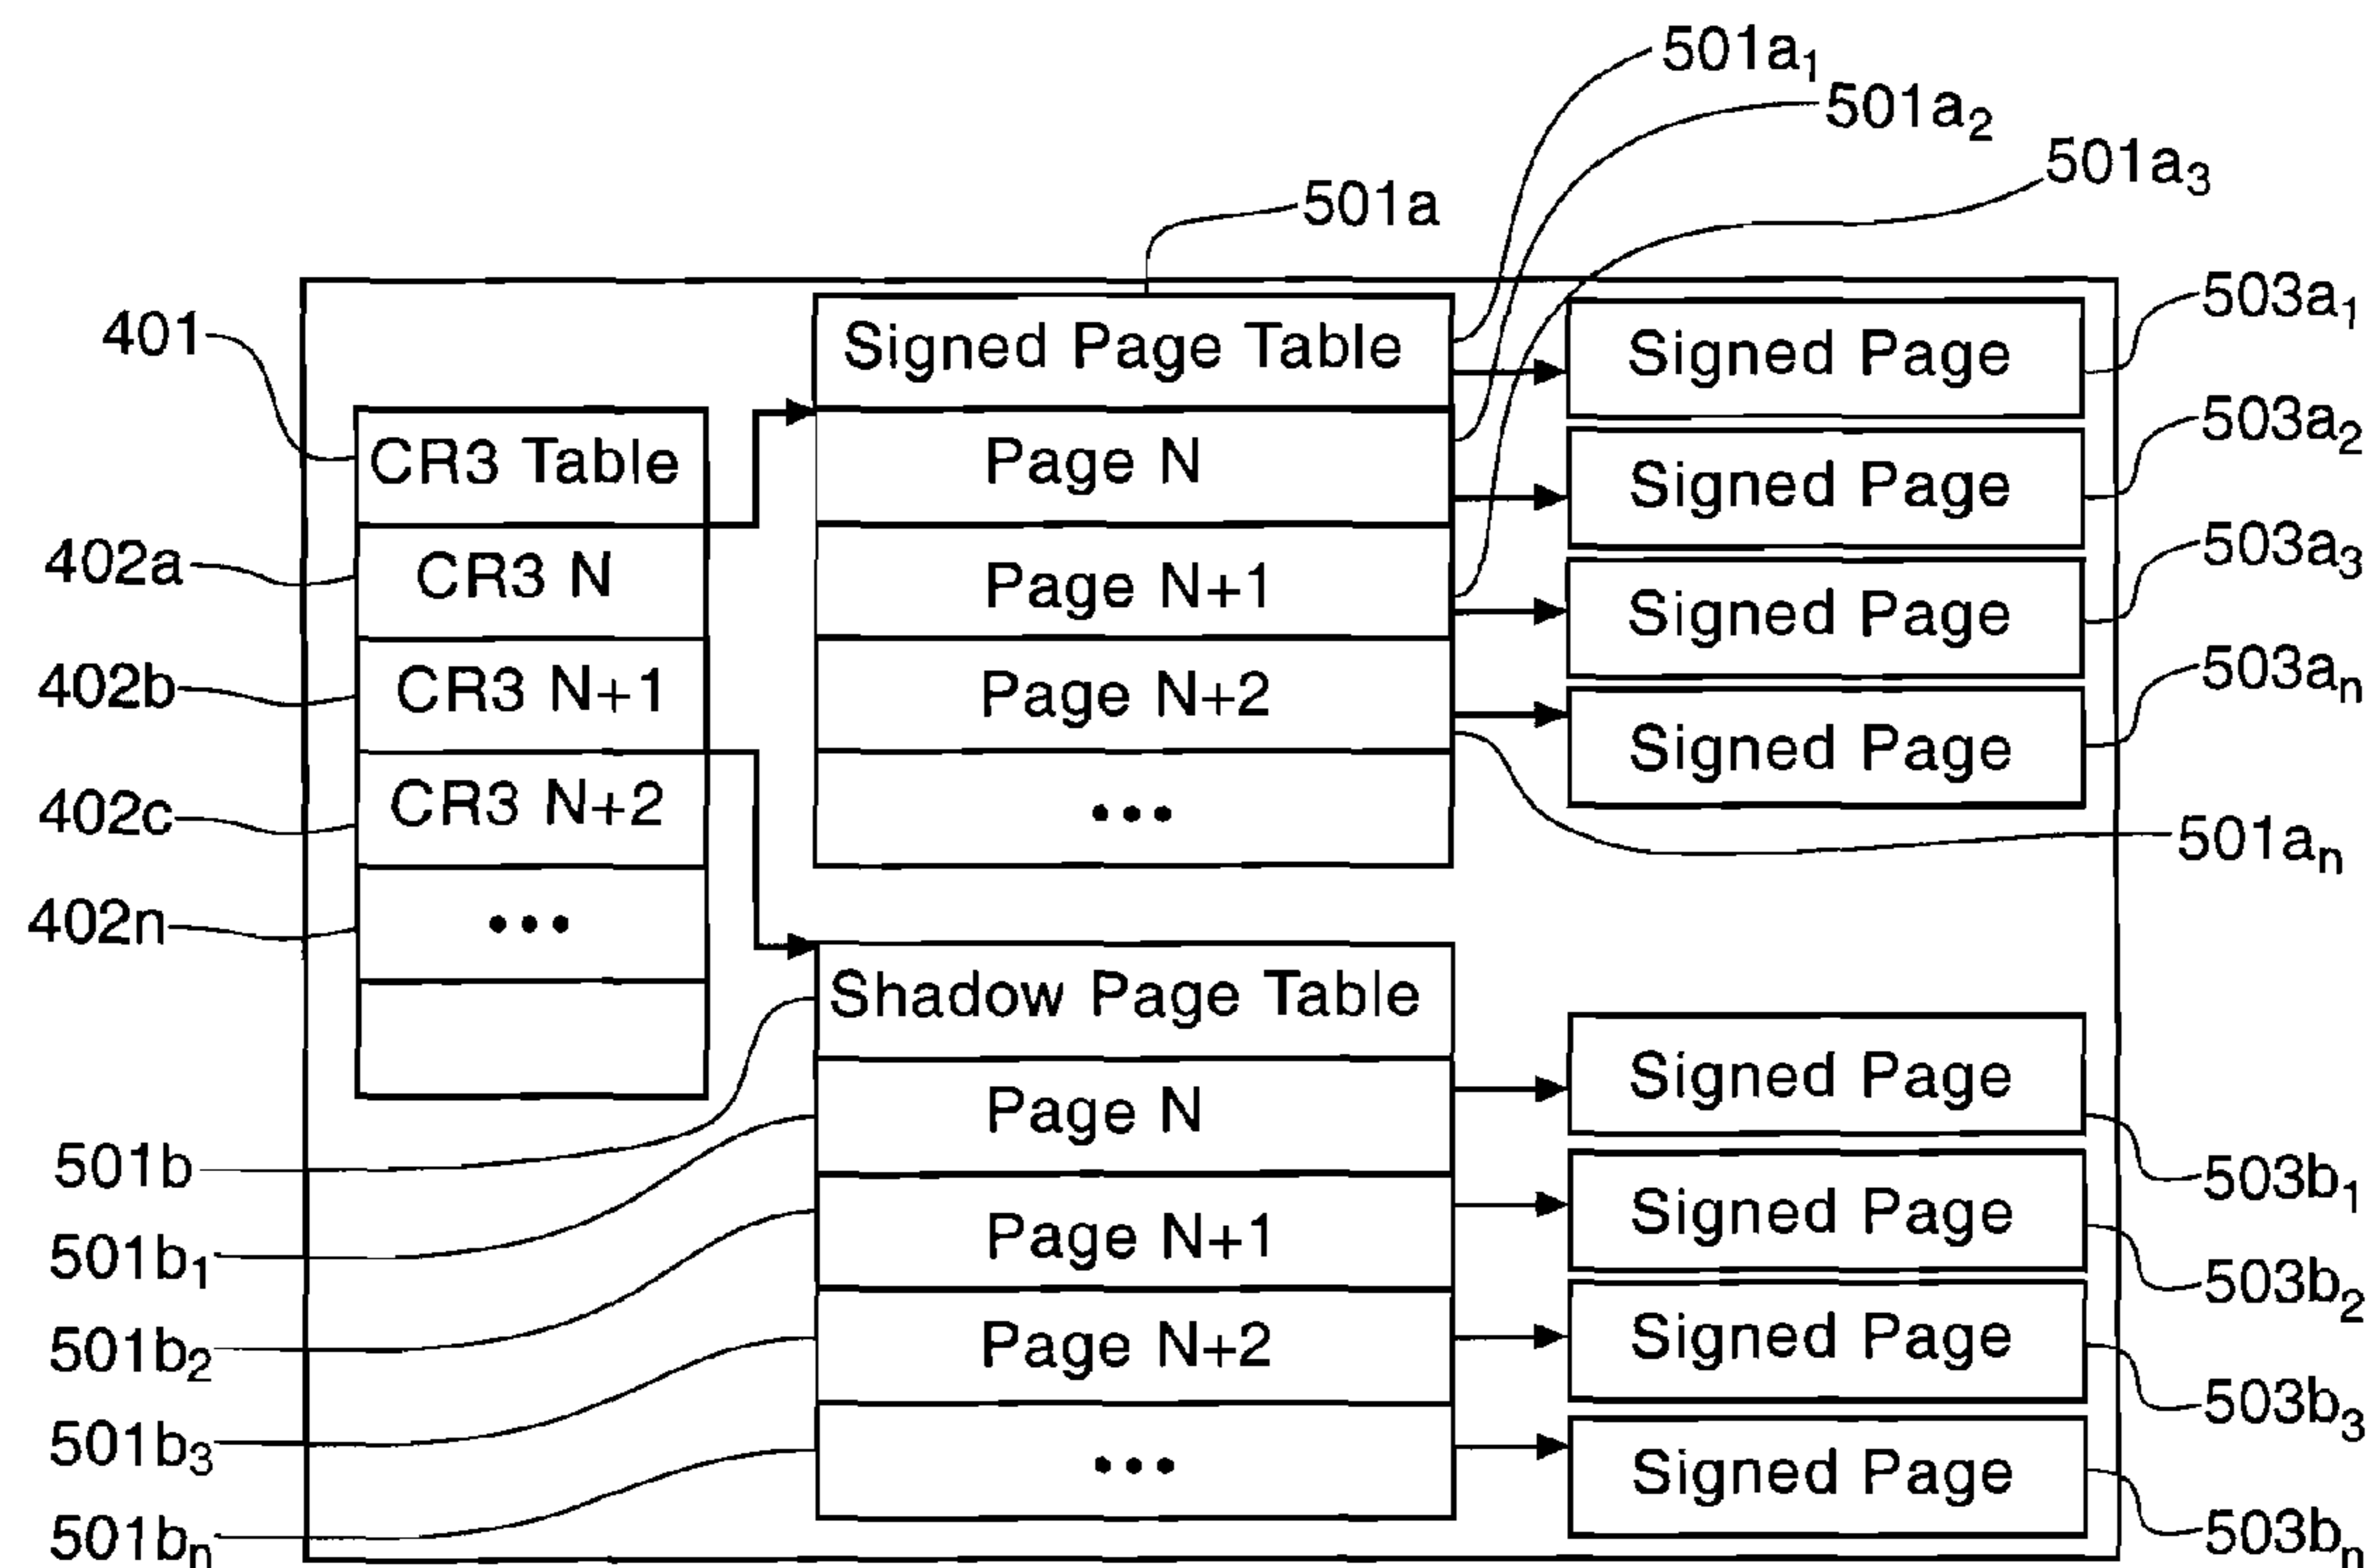 501a₁
501a₂
501a₃
501a
401
402a
402b
402c
402n
CR3 Table
CR3 N
CR3 N+1
CR3 N+2
•••
Signed Page Table
Page N
Page N+1
Page N+2
•••
Signed Page
Signed Page
Signed Page
Signed Page
503a₁
503a₂
503a₃
503aₙ
501aₙ
501b
501b₁
501b₂
501b₃
501bₙ
Shadow Page Table
Page N
Page N+1
Page N+2
•••
Signed Page
Signed Page
Signed Page
Signed Page
503b₁
503b₂
503b₃
503bₙ